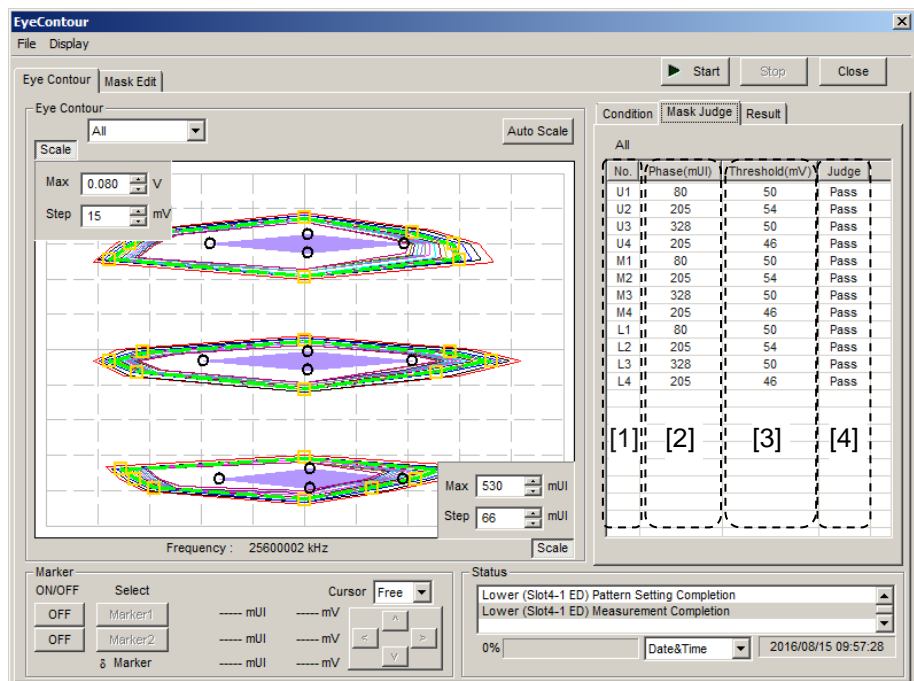 EyeContour
File Display
Start Stop Close
Eye Contour Mask Edit
Eye Contour
All
Auto Scale
Scale
Max 0.080 V
Step 15 mV
Max 530 mUI
Step 66 mUI
Frequency : 25600002 kHz
Scale
Condition Mask Judge Result
All
No. Phase(mUI) Threshold(mV) Judge
U1 80 50 Pass
U2 205 54 Pass
U3 328 50 Pass
U4 205 46 Pass
M1 80 50 Pass
M2 205 54 Pass
M3 328 50 Pass
M4 205 46 Pass
L1 80 50 Pass
L2 205 54 Pass
L3 328 50 Pass
L4 205 46 Pass
[1] [2] [3] [4]
Marker
ON/OFF Select Cursor Free
OFF Marker1 ----- mUI ----- mV
OFF Marker2 ----- mUI ----- mV
δ Marker ----- mUI ----- mV
Status
Lower (Slot4-1 ED) Pattern Setting Completion
Lower (Slot4-1 ED) Measurement Completion
0% Date&Time 2016/08/15 09:57:28